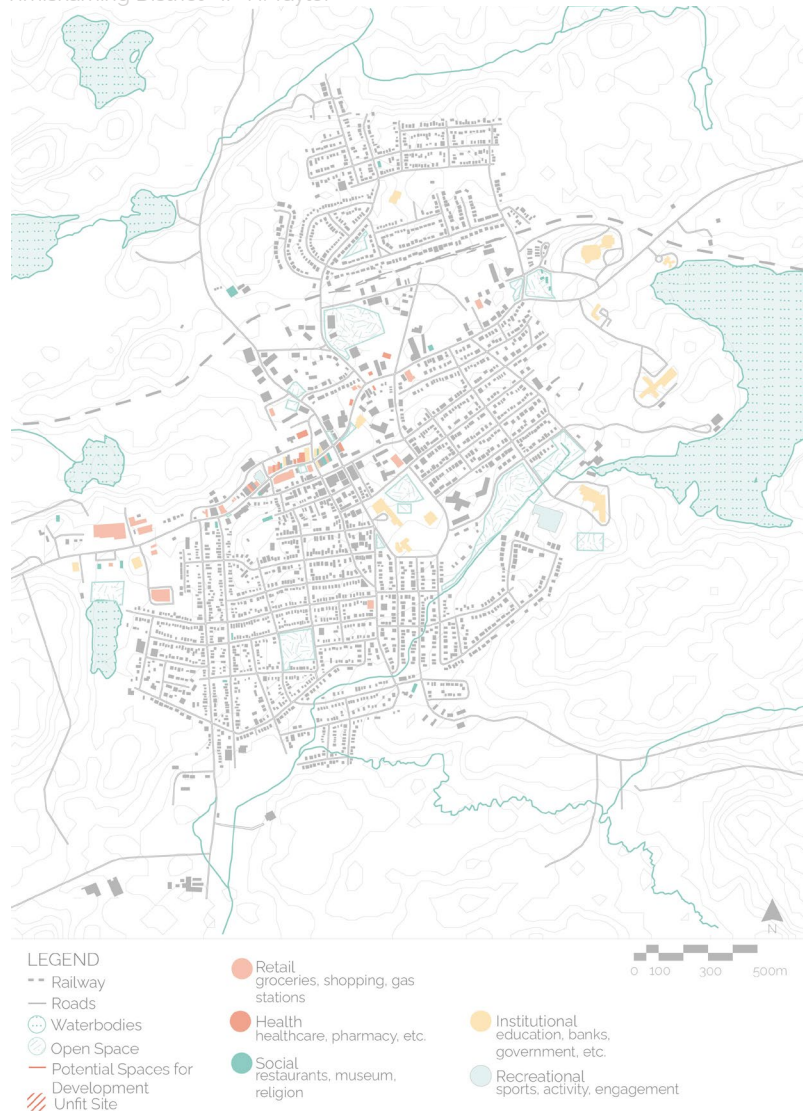 N
LEGEND
Railway
Roads
Waterbodies
Open Space
Potential Spaces for
Development
Unfit Site
Retail
groceries, shopping, gas
stations
Health
healthcare, pharmacy, etc.
Social
restaurants, museum,
religion
0 100 300 500m
Institutional
education, banks,
government, etc.
Recreational
sports, activity, engagement